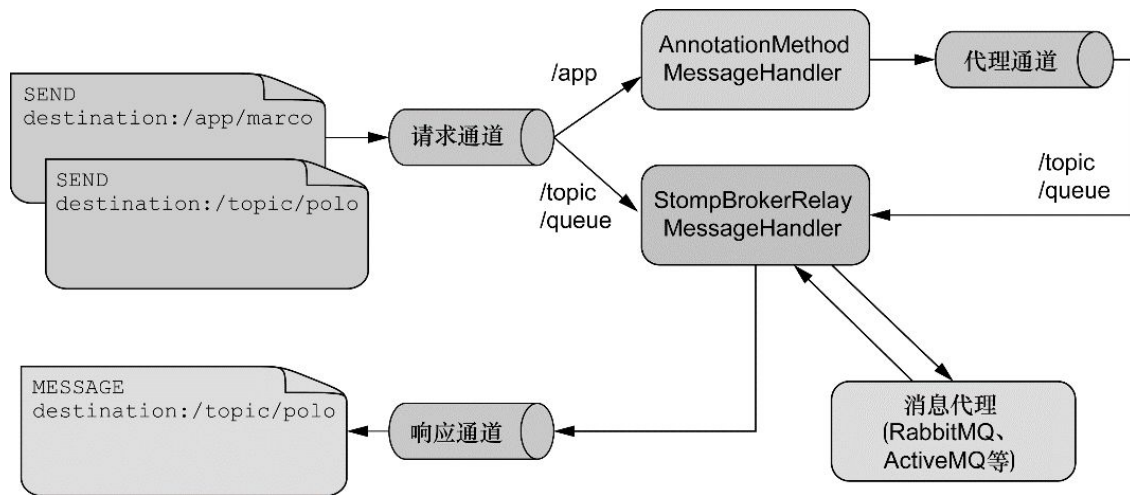 SEND
destination:/app/marco
SEND
destination:/topic/polo
请求通道
/app
/topic
/queue
AnnotationMethod
MessageHandler
代理通道
StompBrokerRelay
MessageHandler
/topic
/queue
MESSAGE
destination:/topic/polo
响应通道
消息代理
(RabbitMQ、
ActiveMQ等)